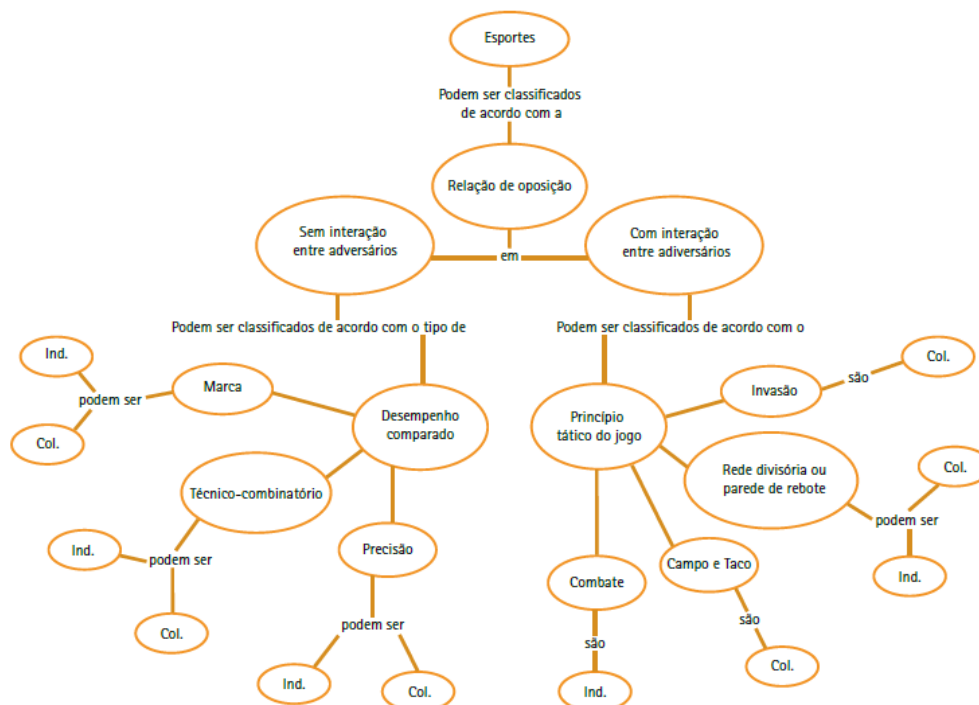 Esportes
Podem ser classificados
de acordo com a
Relação de oposição
Sem interação
entre adversários
em
Com interação
entre adiversários
Podem ser classificados de acordo com o tipo de
Podem ser classificados de acordo com o
Ind.
podem ser
Col.
Marca
Desempenho
comparado
Técnico-combinatório
Ind.
podem ser
Col.
Precisão
podem ser
Ind.
Col.
Princípio
tático do jogo
Invasão
são
Col.
Rede divisória ou
parede de rebote
Col.
podem ser
Ind.
Combate
são
Ind.
Campo e Taco
são
Col.